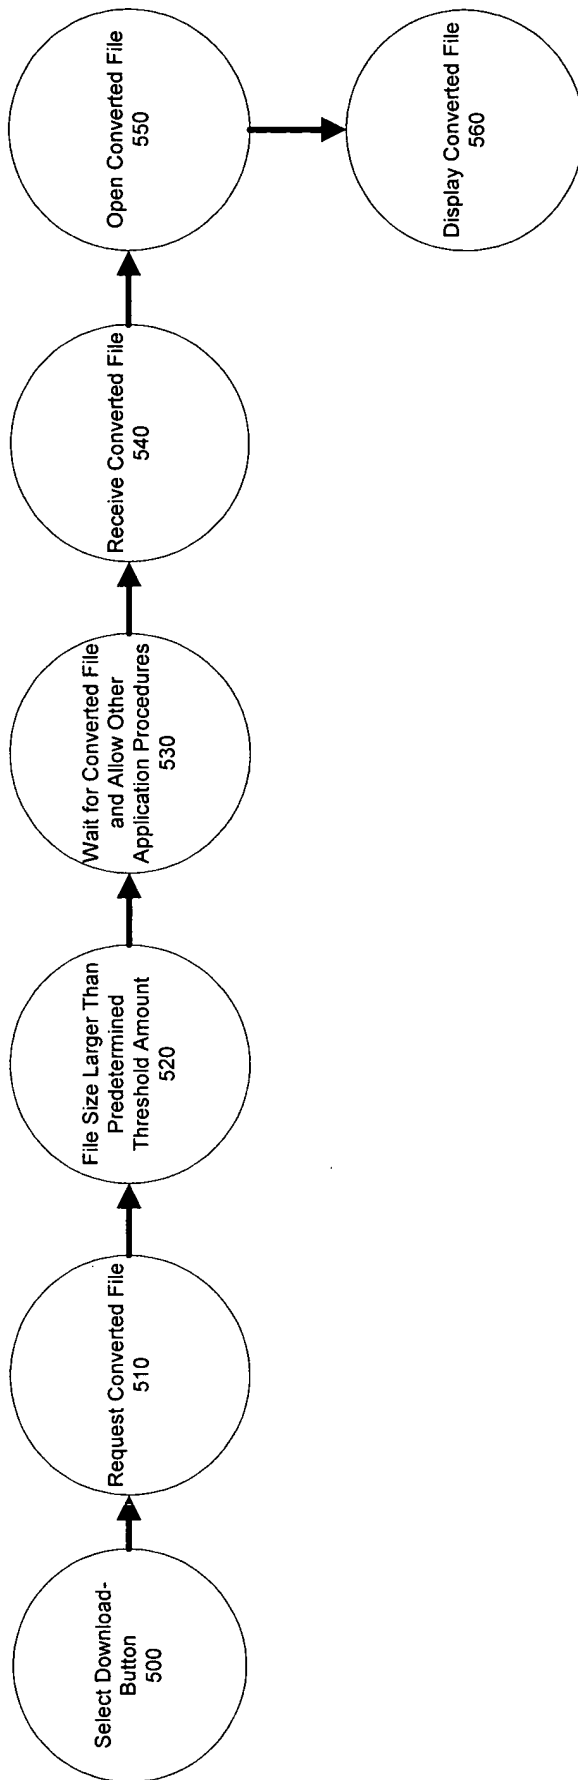 Select Download-
Button
500
Request Converted File
510
File Size Larger Than
Predetermined
Threshold Amount
520
Wait for Converted File
and Allow Other
Application Procedures
530
Receive Converted File
540
Open Converted File
550
Display Converted File
560